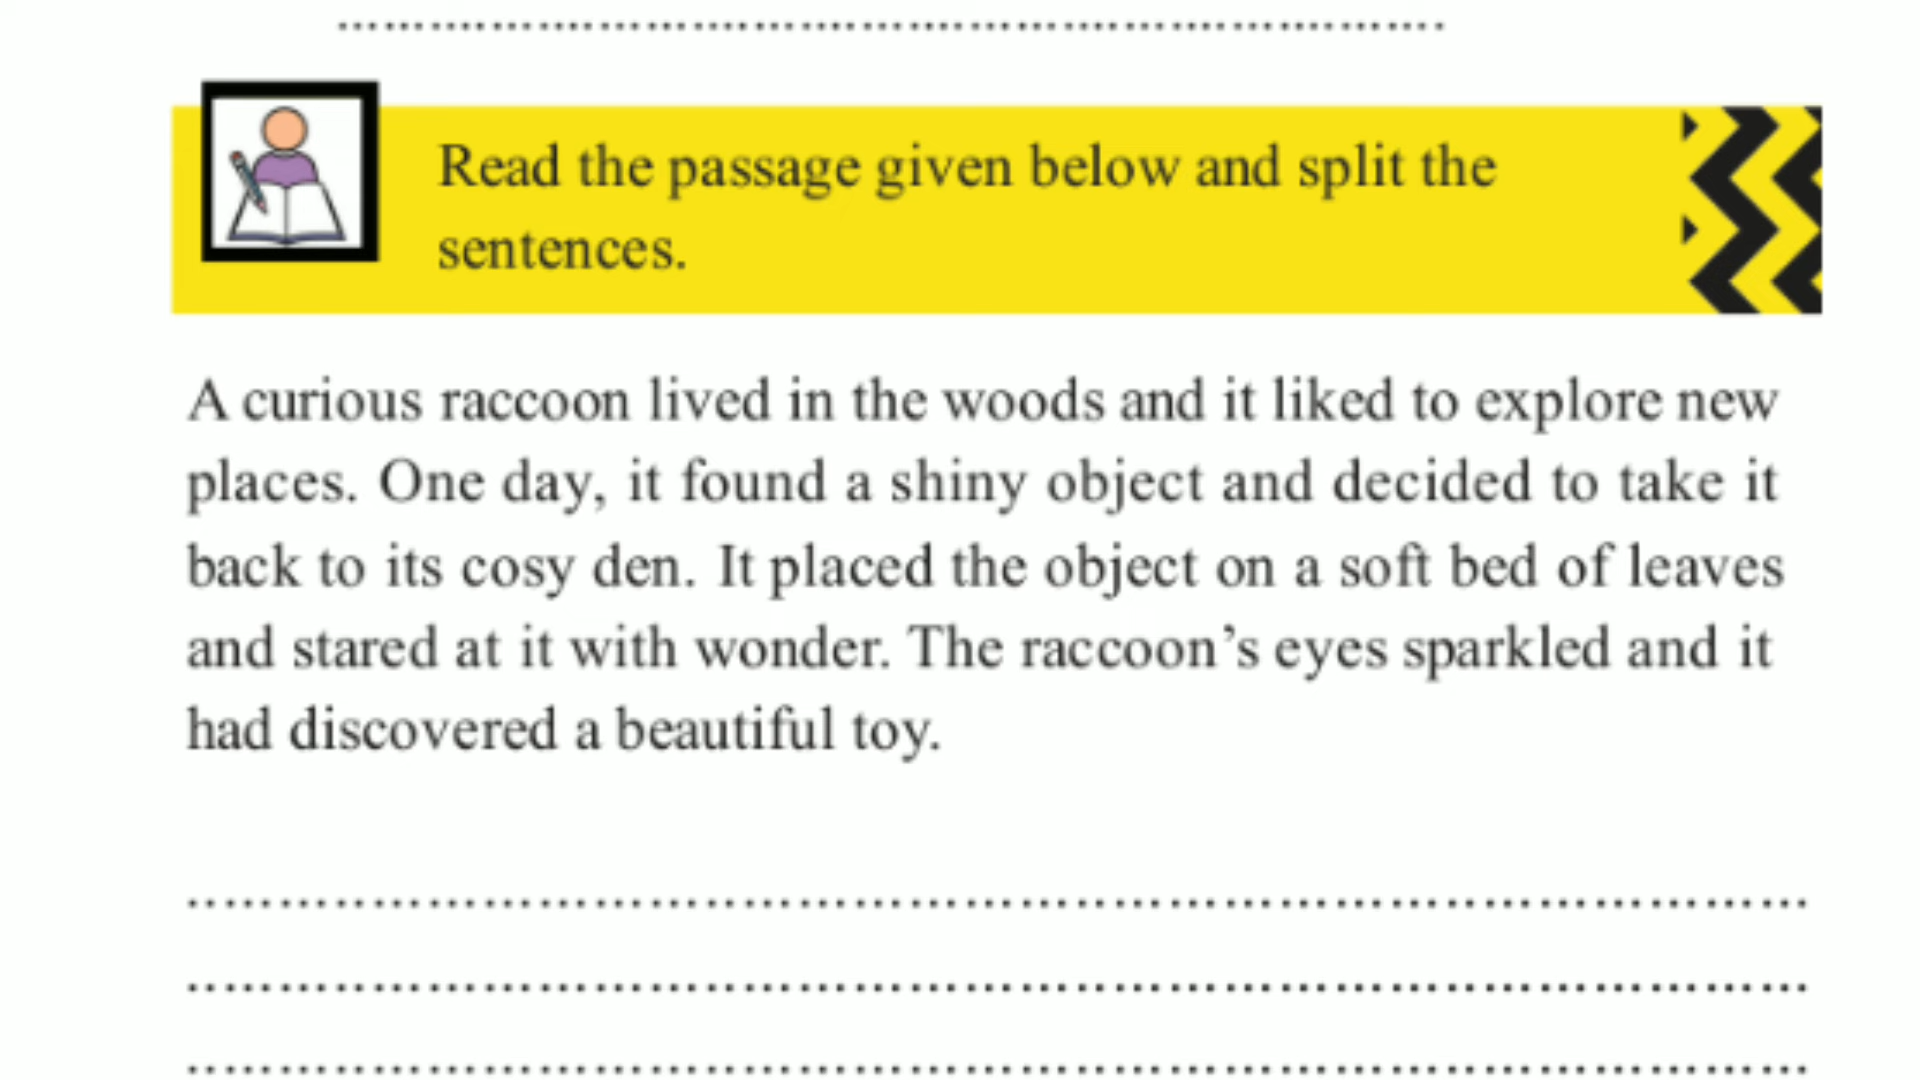 Read the passage given below and split the
sentences.
A curious raccoon lived in the woods and it liked to explore new
places. One day, it found a shiny object and decided to take it
back to its cosy den. It placed the object on a soft bed of leaves
and stared at it with wonder. The raccoon’s eyes sparkled and it
had discovered a beautiful toy.